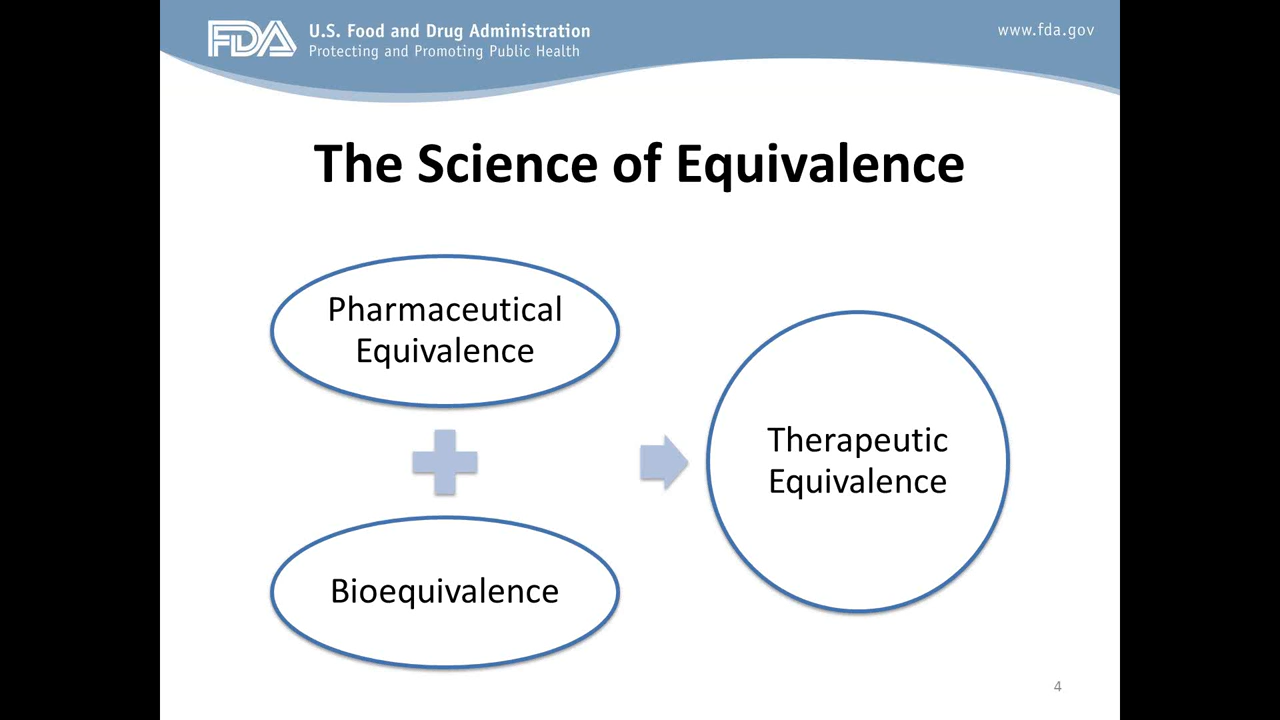 FDA
U.S. Food and Drug Administration
Protecting and Promoting Public Health
www.fda.gov
The Science of Equivalence
Pharmaceutical
Equivalence
Bioequivalence
Therapeutic
Equivalence
4